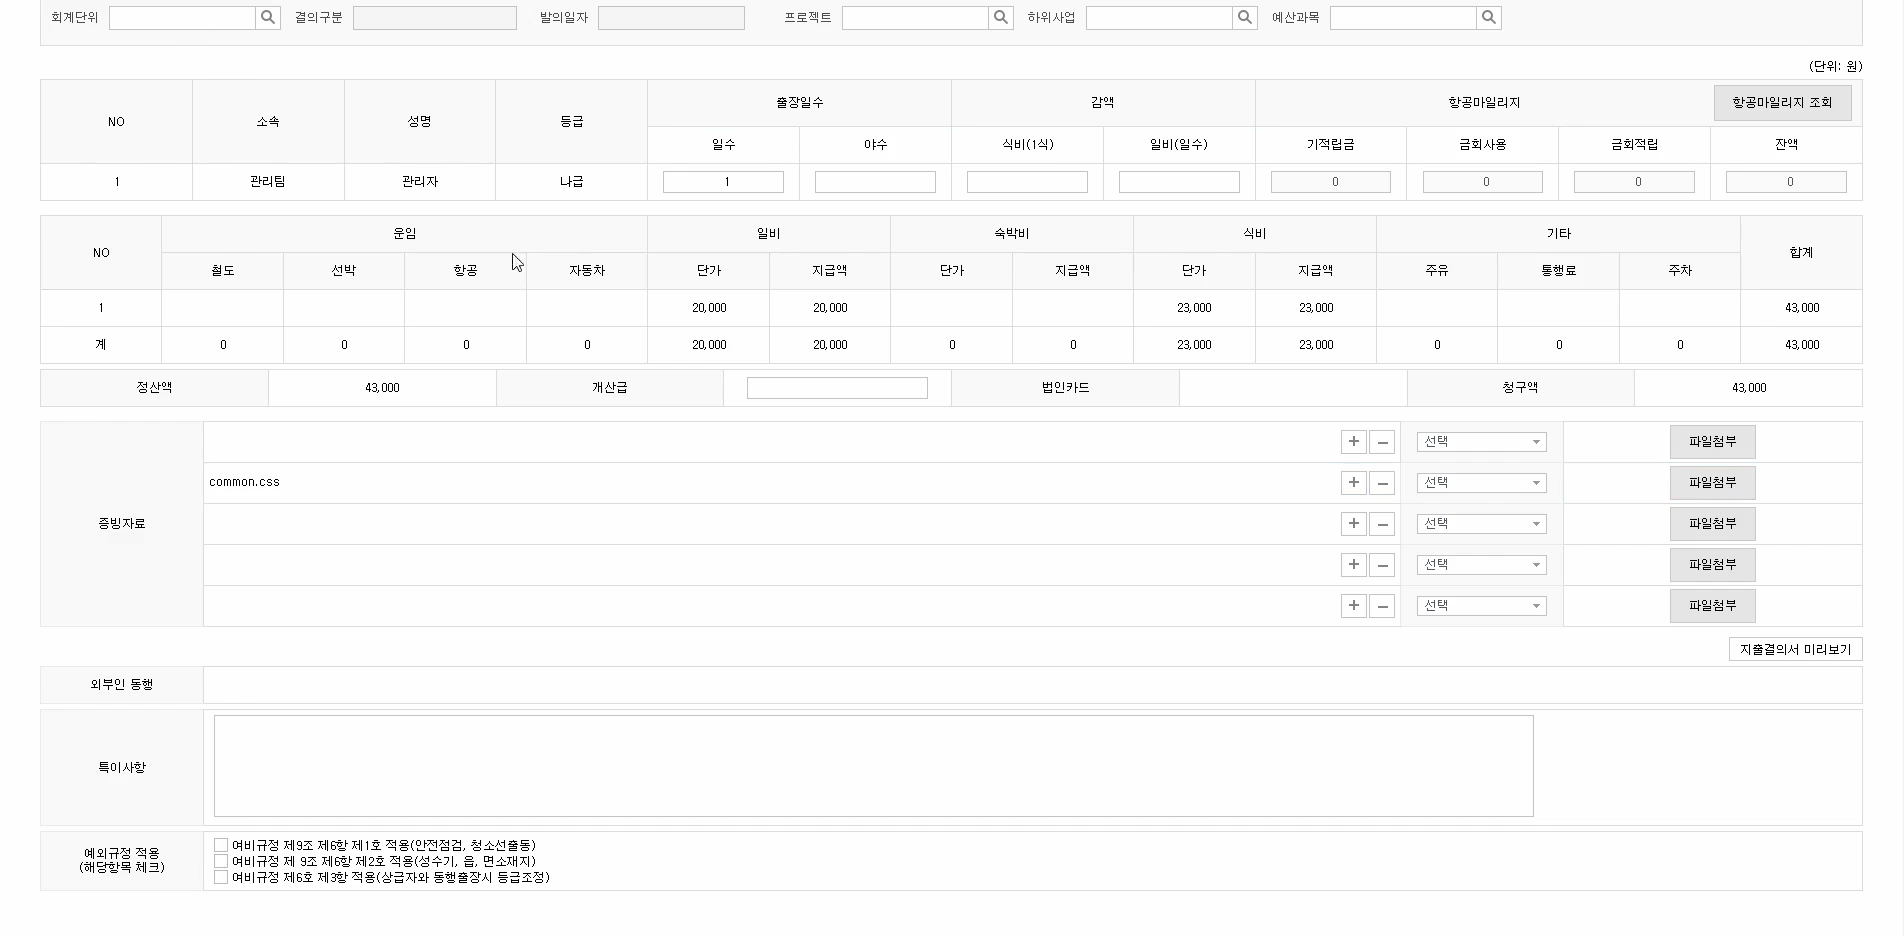 회계단위 결의구분 발의일자 프로젝트 하위사업 예산과목
(단위: 원)
NO 소속 성명 등급 출장일수 감액 항공마일리지 항공마일리지 조회
일수 야수 식비(1식) 일비(일수) 기적립금 금회사용 금회적립 잔액
1 관리팀 관리자 나급 1 0 0 0 0
NO 운임 일비 숙박비 식비 기타 합계
철도 선박 항공 자동차 단가 지급액 단가 지급액 단가 지급액 주유 통행료 주차
1 20,000 20,000 23,000 23,000 43,000
계 0 0 0 0 20,000 20,000 0 0 23,000 23,000 0 0 0 43,000
정산액 43,000 개산급 법인카드 청구액 43,000
증빙자료
선택 파일첨부
common.css 선택 파일첨부
선택 파일첨부
선택 파일첨부
선택 파일첨부
지출결의서 미리보기
외부인 동행
특이사항
예외규정 적용
(해당항목 체크)
여비규정 제9조 제6항 제1호 적용(안전점검, 청소선출동)
여비규정 제 9조 제6항 제2호 적용(성수기, 읍, 면소재지)
여비규정 제6호 제3항 적용(상급자와 동행출장시 등급조정)